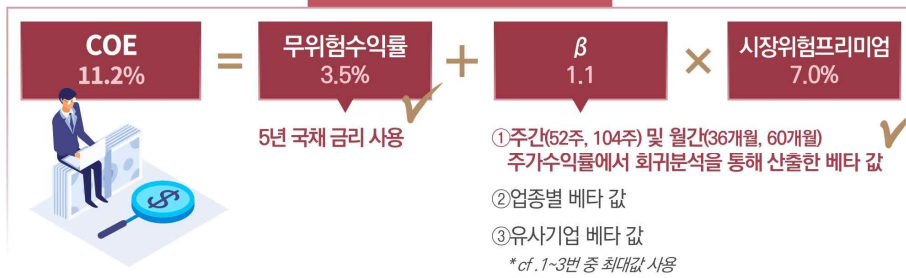 COE
11.2%
=
무위험수익률
3.5%
+
β
1.1
×
시장위험프리미엄
7.0%
5년 국채 금리 사용
①주간(52주, 104주) 및 월간(36개월, 60개월)
주가수익률에서 회귀분석을 통해 산출한 베타 값
②업종별 베타 값
③유사기업 베타 값
* cf .1~3번 중 최대값 사용
$